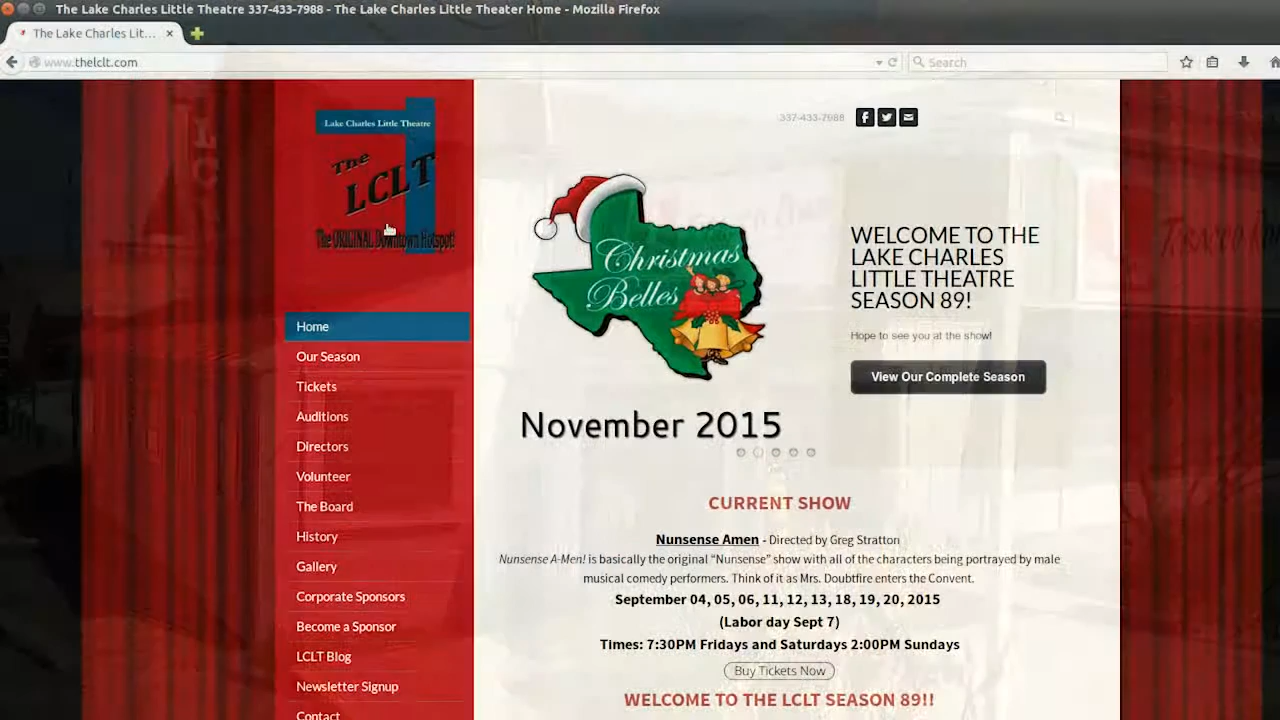 The Lake Charles Little Theatre 337-433-7988 - The Lake Charles Little Theater Home - Mozilla Firefox
The Lake Charles Lit...
www.thelclt.com
Search
Lake Charles Little Theatre
The
LCLT
The ORIGINAL Downtown Hotspot!
337-433-7988
Christmas
Belles
November 2015
WELCOME TO THE
LAKE CHARLES
LITTLE THEATRE
SEASON 89!
Hope to see you at the show!
View Our Complete Season
Home
Our Season
Tickets
Auditions
Directors
Volunteer
The Board
History
Gallery
Corporate Sponsors
Become a Sponsor
LCLT Blog
Newsletter Signup
Contact
CURRENT SHOW
Nunsense Amen - Directed by Greg Stratton
Nunsense A-Men! is basically the original “Nunsense” show with all of the characters being portrayed by male
musical comedy performers. Think of it as Mrs. Doubtfire enters the Convent.
September 04, 05, 06, 11, 12, 13, 18, 19, 20, 2015
(Labor day Sept 7)
Times: 7:30PM Fridays and Saturdays 2:00PM Sundays
Buy Tickets Now
WELCOME TO THE LCLT SEASON 89!!